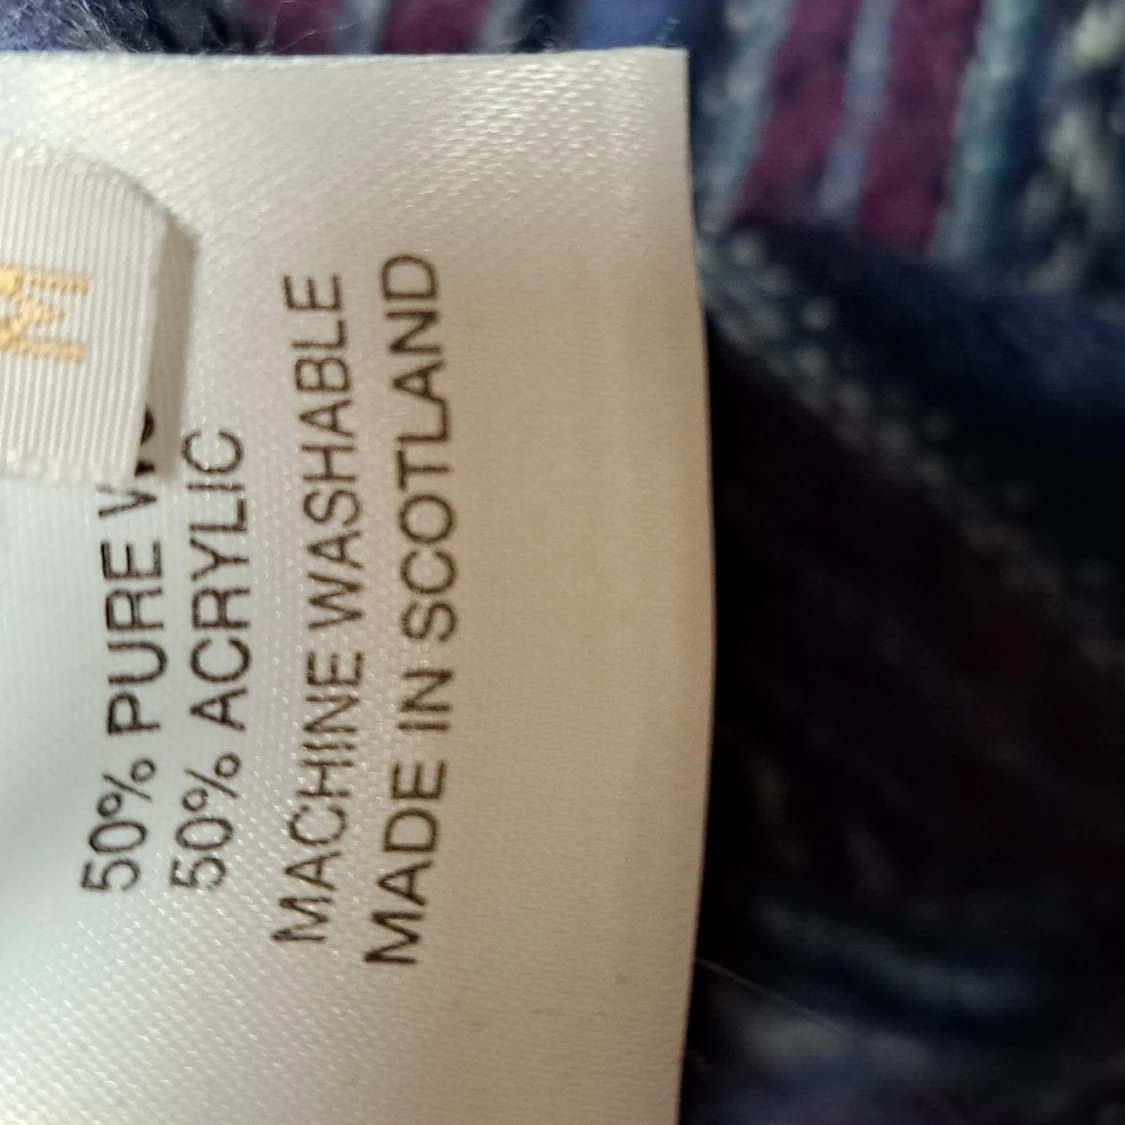 M
50% PURE
50% ACRYLIC
MACHINE WASHABLE
MADE IN SCOTLAND